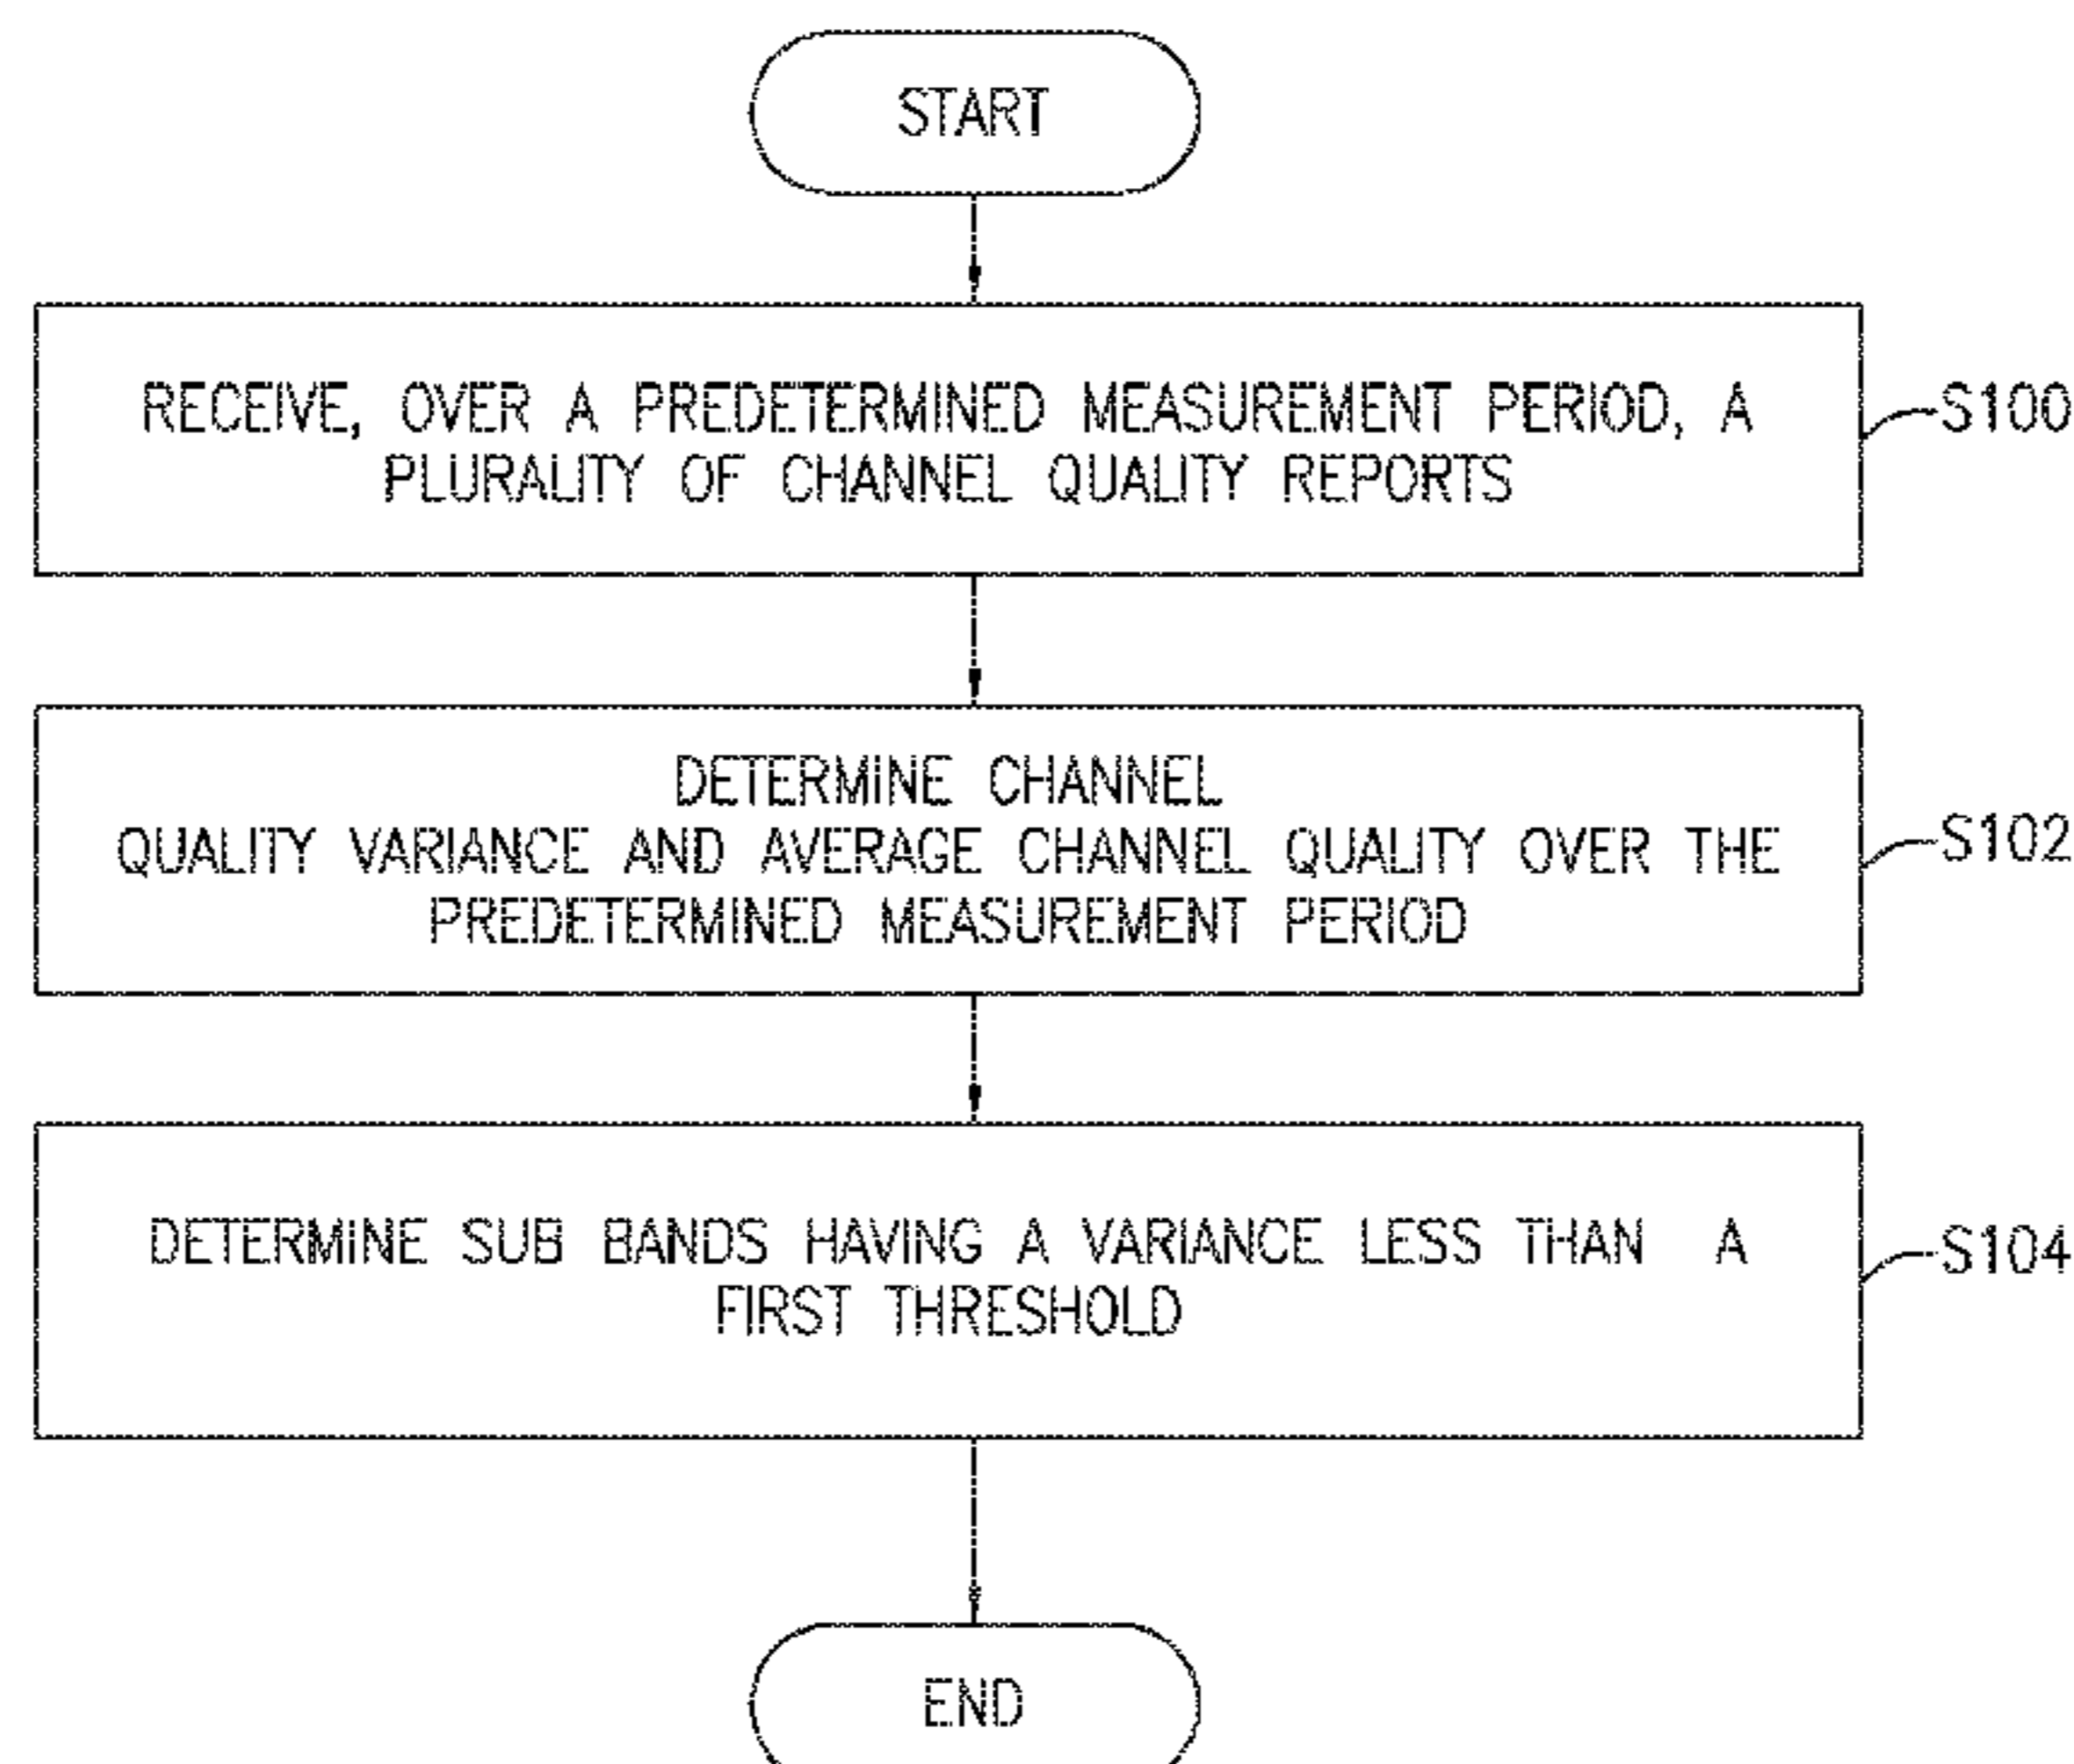 START
RECEIVE, OVER A PREDETERMINED MEASUREMENT PERIOD, A
PLURALITY OF CHANNEL QUALITY REPORTS
S100
DETERMINE CHANNEL
QUALITY VARIANCE AND AVERAGE CHANNEL QUALITY OVER THE
PREDETERMINED MEASUREMENT PERIOD
S102
DETERMINE SUB BANDS HAVING A VARIANCE LESS THAN A
FIRST THRESHOLD
S104
END